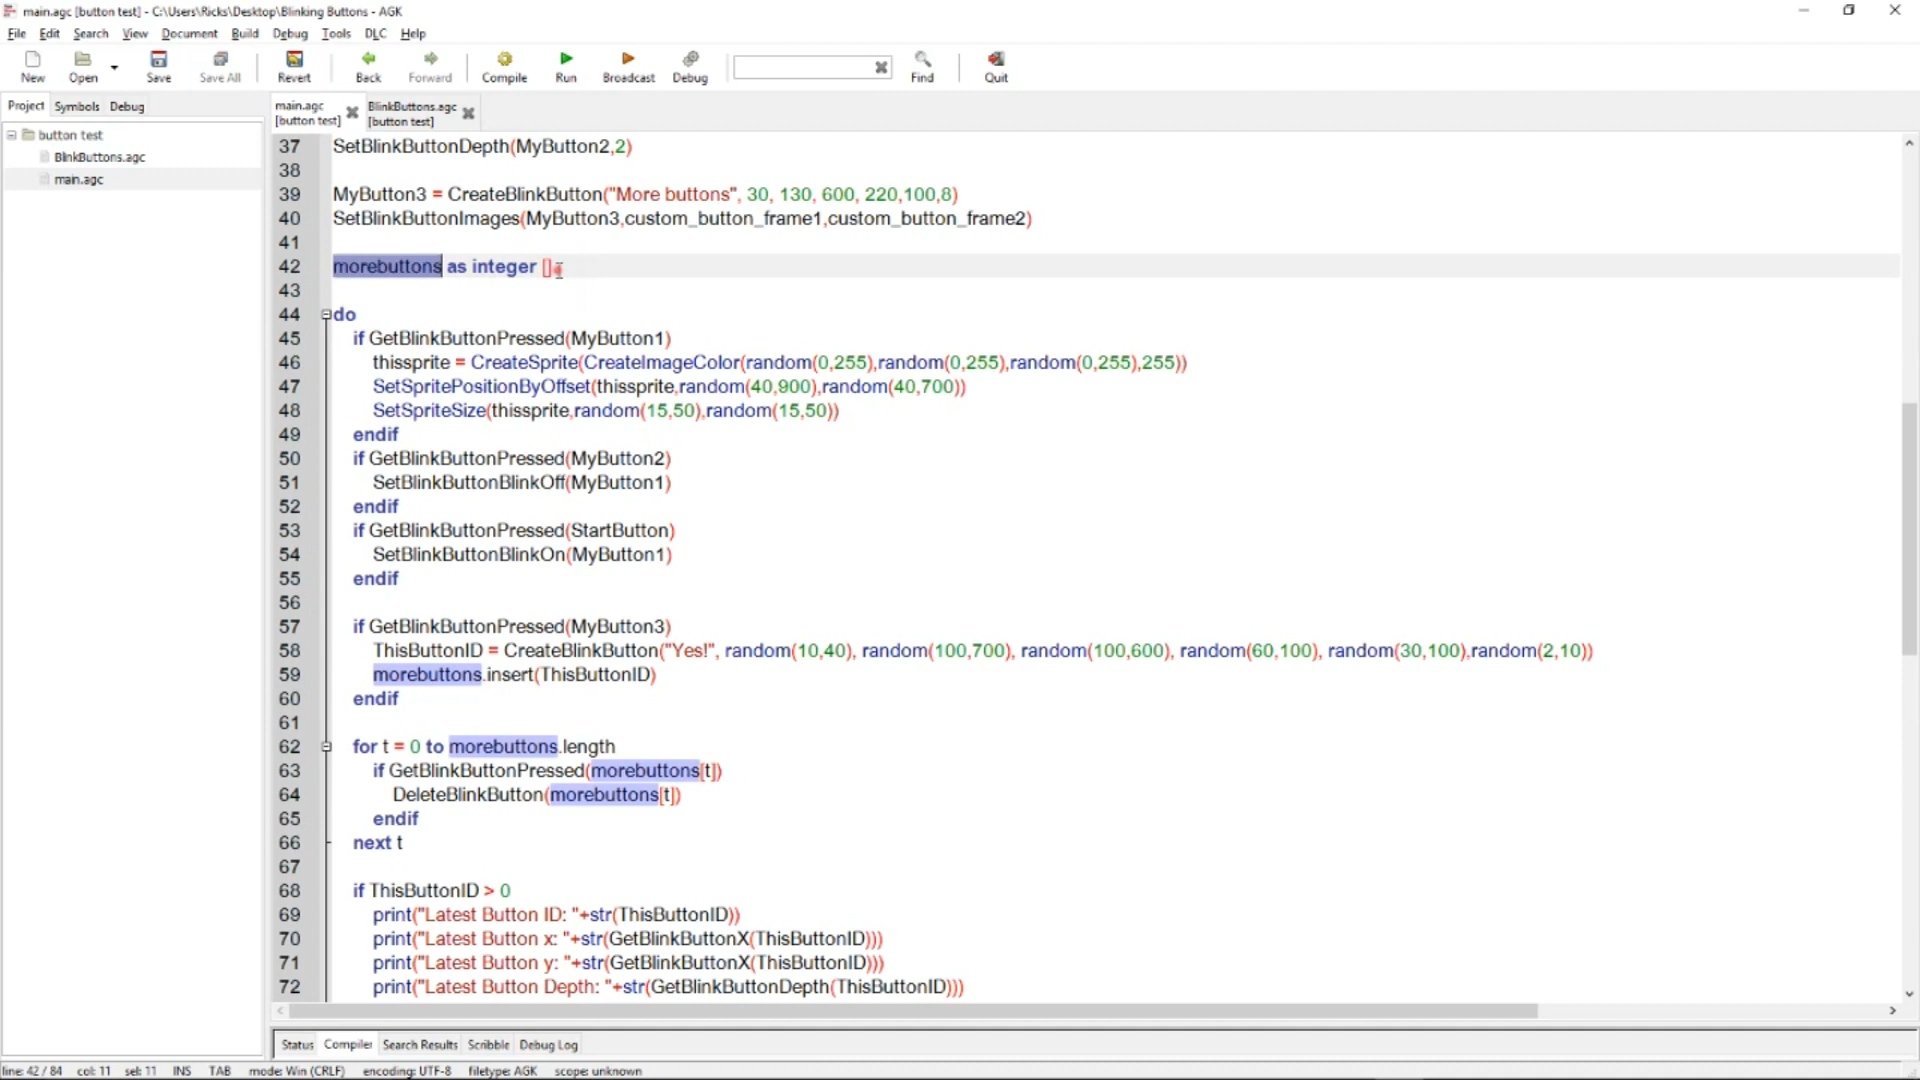 main.agc [button test] - C:\Users\Ricks\Desktop\Blinking Buttons - AGK
File Edit Search View Document Build Debug Tools DLC Help
New Open Save Save All Revert Back Forward Compile Run Broadcast Debug Find Quit
Project Symbols Debug
main.agc [button test]
BlinkButtons.agc [button test]
button test
BlinkButtons.agc
main.agc
37 SetBlinkButtonDepth(MyButton2,2)
38
39 MyButton3 = CreateBlinkButton("More buttons", 30, 130, 600, 220,100,8)
40 SetBlinkButtonImages(MyButton3,custom_button_frame1,custom_button_frame2)
41
42 morebuttons as integer []
43
44 do
45 if GetBlinkButtonPressed(MyButton1)
46 thissprite = CreateSprite(CreateImageColor(random(0,255),random(0,255),random(0,255),255))
47 SetSpritePositionByOffset(thissprite,random(40,900),random(40,700))
48 SetSpriteSize(thissprite,random(15,50),random(15,50))
49 endif
50 if GetBlinkButtonPressed(MyButton2)
51 SetBlinkButtonBlinkOff(MyButton1)
52 endif
53 if GetBlinkButtonPressed(StartButton)
54 SetBlinkButtonBlinkOn(MyButton1)
55 endif
56
57 if GetBlinkButtonPressed(MyButton3)
58 ThisButtonID = CreateBlinkButton("Yes!", random(10,40), random(100,700), random(100,600), random(60,100), random(30,100),random(2,10))
59 morebuttons.insert(ThisButtonID)
60 endif
61
62 for t = 0 to morebuttons.length
63 if GetBlinkButtonPressed(morebuttons[t])
64 DeleteBlinkButton(morebuttons[t])
65 endif
66 next t
67
68 if ThisButtonID > 0
69 print("Latest Button ID: "+str(ThisButtonID))
70 print("Latest Button x: "+str(GetBlinkButtonX(ThisButtonID)))
71 print("Latest Button y: "+str(GetBlinkButtonX(ThisButtonID)))
72 print("Latest Button Depth: "+str(GetBlinkButtonDepth(ThisButtonID)))
Status Compiler Search Results Scribble Debug Log
line: 42 / 84 col: 11 sel: 11 INS TAB mode: Win (CRLF) encoding: UTF-8 filetype: AGK scope: unknown